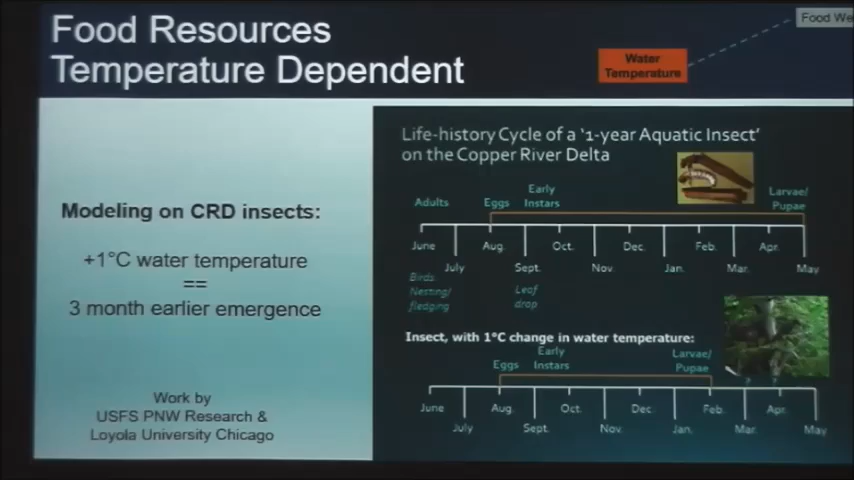 Food Resources
Temperature Dependent
Water
Temperature
Food We
Modeling on CRD insects:
+1°C water temperature
==
3 month earlier emergence
Work by
USFS PNW Research &
Loyola University Chicago
Life-history Cycle of a ‘1-year Aquatic Insect’
on the Copper River Delta
Adults
Eggs
Early
Instars
Larvae/
Pupae
June
Aug.
Oct.
Dec.
Feb.
Apr.
July
Sept.
Nov.
Jan.
Mar.
May
Birds
Nesting/
fledging
Leaf
drop
Insect, with 1°C change in water temperature:
Eggs
Early
Instars
Larvae/
Pupae
? ?
June
Aug.
Oct.
Dec.
Feb.
Apr.
July
Sept.
Nov.
Jan.
Mar.
May